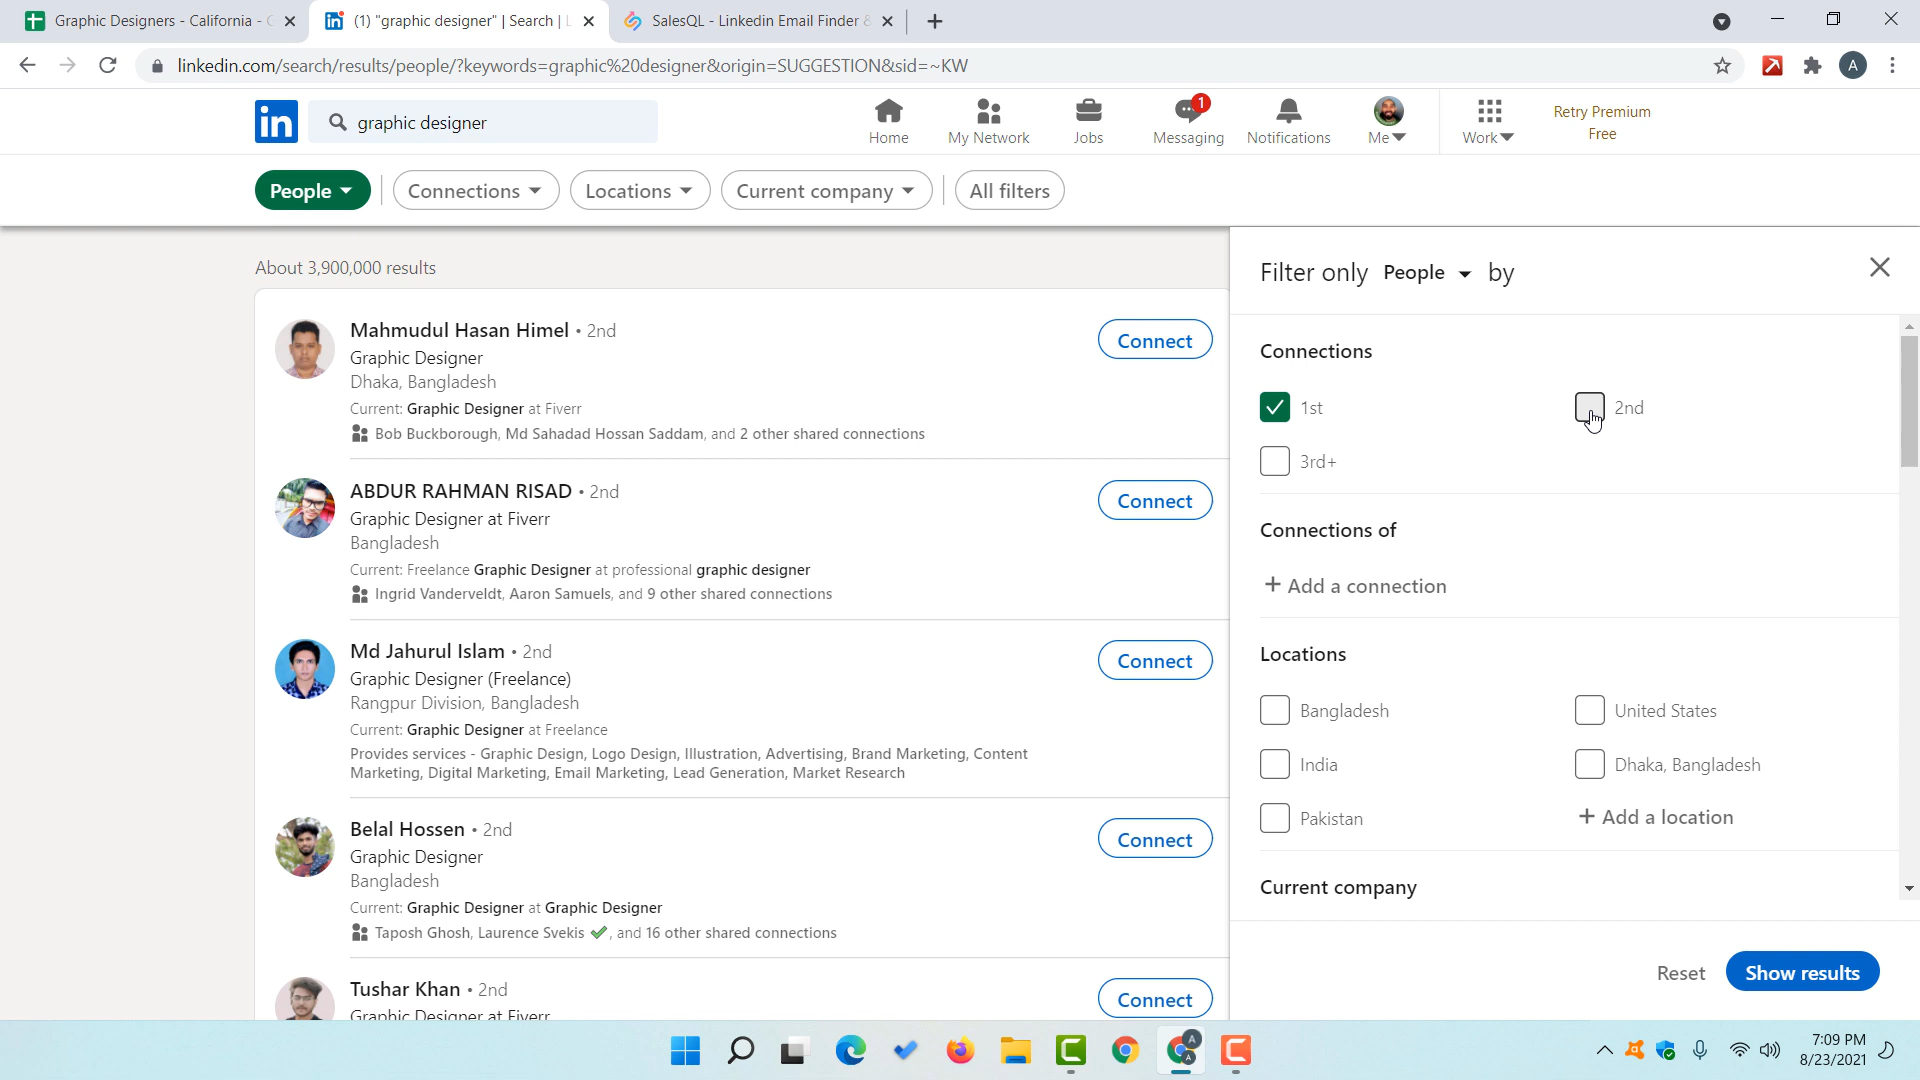 Graphic Designers - California -
(1) "graphic designer" | Search |
SalesQL - Linkedin Email Finder &
linkedin.com/search/results/people/?keywords=graphic%20designer&origin=SUGGESTION&sid=~KW
A
in
graphic designer
Home
My Network
Jobs
1
Messaging
Notifications
Me
Work
Retry Premium
Free
People
Connections
Locations
Current company
All filters
About 3,900,000 results
Mahmudul Hasan Himel • 2nd
Graphic Designer
Dhaka, Bangladesh
Current: Graphic Designer at Fiverr
Bob Buckborough, Md Sahadad Hossan Saddam, and 2 other shared connections
Connect
ABDUR RAHMAN RISAD • 2nd
Graphic Designer at Fiverr
Bangladesh
Current: Freelance Graphic Designer at professional graphic designer
Ingrid Vanderveldt, Aaron Samuels, and 9 other shared connections
Connect
Md Jahurul Islam • 2nd
Graphic Designer (Freelance)
Rangpur Division, Bangladesh
Current: Graphic Designer at Freelance
Provides services - Graphic Design, Logo Design, Illustration, Advertising, Brand Marketing, Content
Marketing, Digital Marketing, Email Marketing, Lead Generation, Market Research
Connect
Belal Hossen • 2nd
Graphic Designer
Bangladesh
Current: Graphic Designer at Graphic Designer
Taposh Ghosh, Laurence Svekis ✔, and 16 other shared connections
Connect
Tushar Khan • 2nd
Graphic Designer at Fiverr
Connect
Filter only People by
Connections
1st
2nd
3rd+
Connections of
+ Add a connection
Locations
Bangladesh
United States
India
Dhaka, Bangladesh
Pakistan
+ Add a location
Current company
Reset
Show results
A
A
7:09 PM
8/23/2021